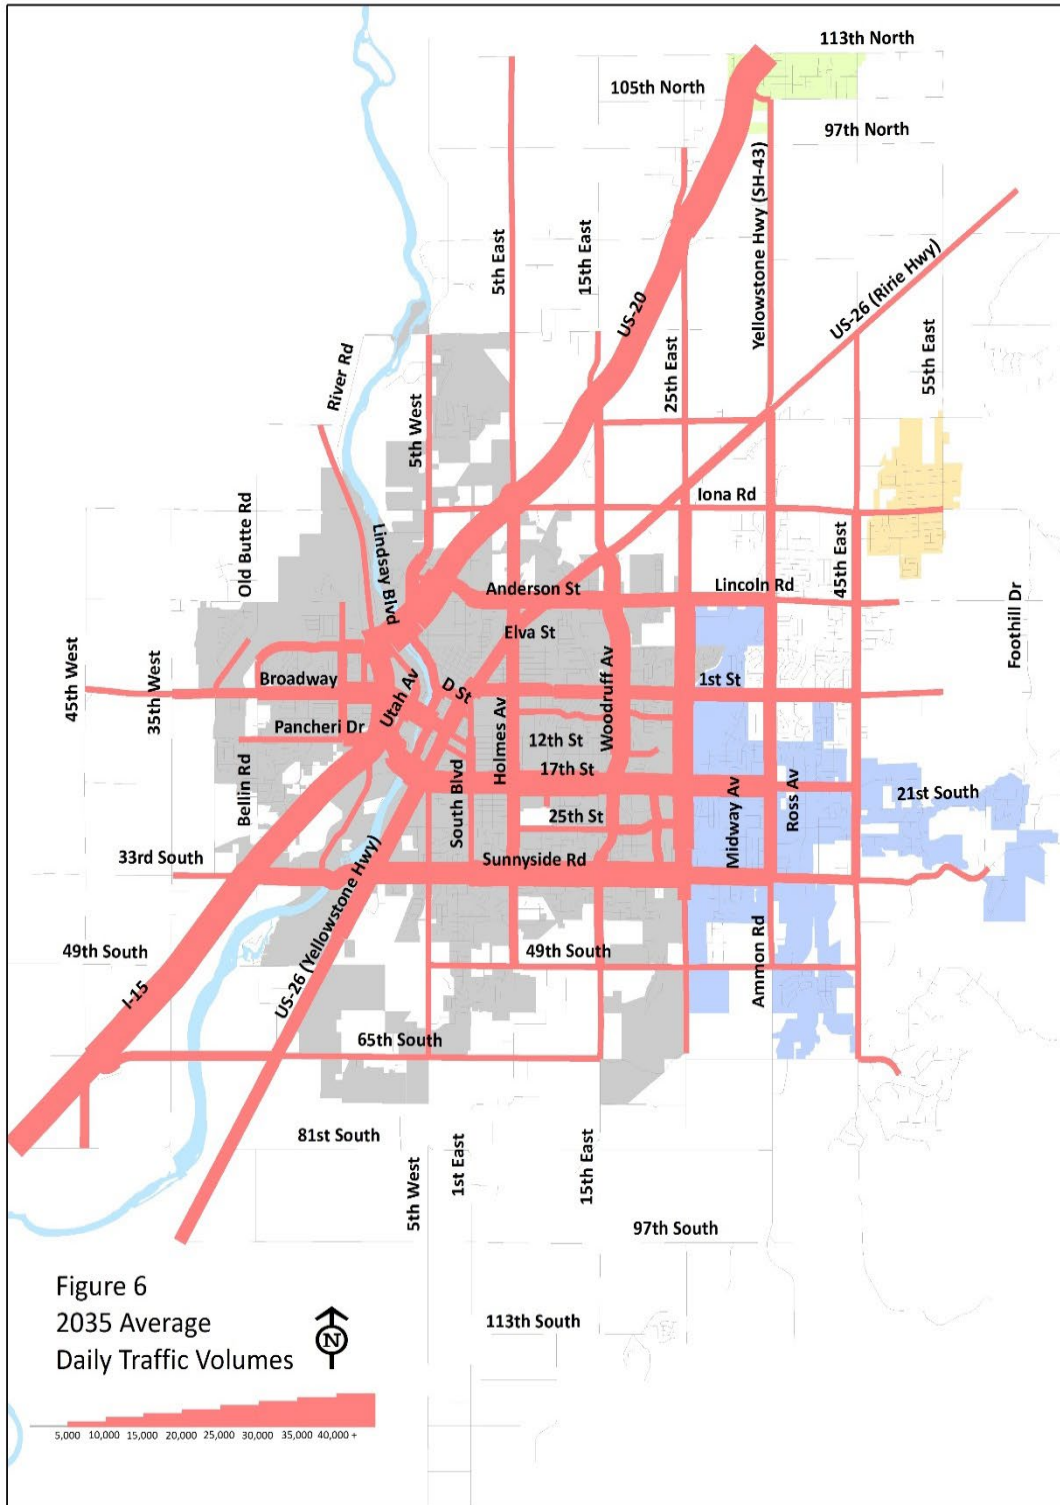 113th North
105th North
97th North
Yellowstone Hwy (SH-43)
5th East
15th East
US-26 (Ririe Hwy)
US-20
River Rd
25th East
55th East
5th West
Iona Rd
Old Butte Rd
Lindsay Blvd
45th East
Anderson St
Lincoln Rd
Foothill Dr
Elva St
45th West
35th West
Broadway
Utah Av
D St
1st St
Woodruff Av
Holmes Av
Pancheri Dr
12th St
17th St
Bellin Rd
South Blvd
Midway Av
Ross Av
21st South
25th St
33rd South
Sunnyside Rd
US-26 (Yellowstone Hwy)
49th South
49th South
Ammon Rd
I-15
65th South
81st South
5th West
1st East
15th East
97th South
Figure 6
2035 Average
Daily Traffic Volumes
N
113th South
5,000 10,000 15,000 20,000 25,000 30,000 35,000 40,000 +